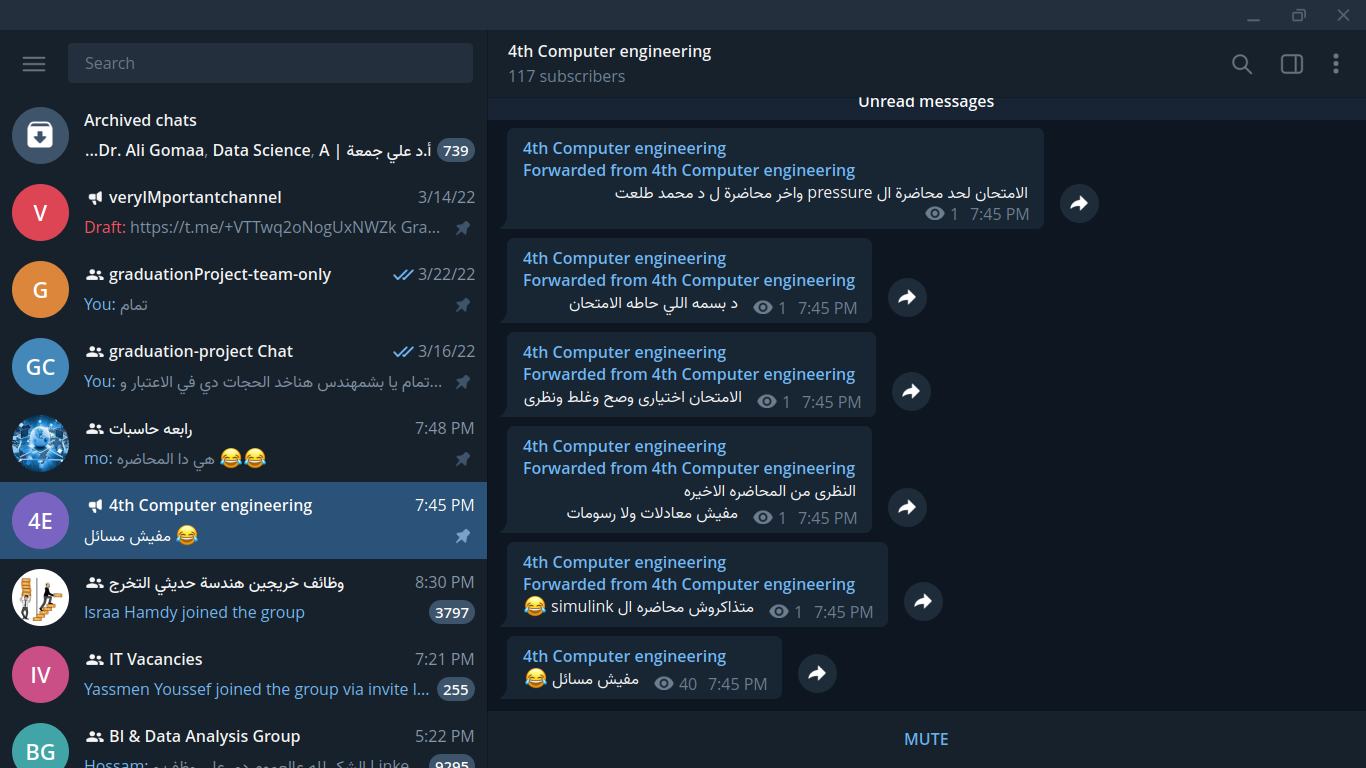 Search
Archived chats
...Dr. Ali Gomaa, Data Science, A | أ.د علي جمعة
739
veryIMportantchannel
3/14/22
Draft: https://t.me/+VTTwq2oNogUxNWZk Gra...
graduationProject-team-only
3/22/22
You: تمام
graduation-project Chat
3/16/22
You: تمام يا بشمهندس هناخد الحجات دي في الاعتبار و...
رابعه حاسبات
7:48 PM
mo: هي دا المحاضره 😂😂
4E
4th Computer engineering
7:45 PM
مفيش مسائل 😂
وظائف خريجين هندسة حديثي التخرج
8:30 PM
Israa Hamdy joined the group
3797
IV
IT Vacancies
7:21 PM
Yassmen Youssef joined the group via invite l...
255
BG
BI & Data Analysis Group
5:22 PM
Hossam:
9295
V
G
GC
4th Computer engineering
117 subscribers
Unread messages
4th Computer engineering
Forwarded from 4th Computer engineering
الامتحان لحد محاضرة ال pressure واخر محاضرة ل د محمد طلعت
1 7:45 PM
4th Computer engineering
Forwarded from 4th Computer engineering
د بسمه اللي حاطه الامتحان
1 7:45 PM
4th Computer engineering
Forwarded from 4th Computer engineering
الامتحان اختيارى وصح وغلط ونظرى
1 7:45 PM
4th Computer engineering
Forwarded from 4th Computer engineering
النظرى من المحاضره الاخيره
مفيش معادلات ولا رسومات
1 7:45 PM
4th Computer engineering
Forwarded from 4th Computer engineering
متذاكروش محاضره ال simulink 😂
1 7:45 PM
4th Computer engineering
مفيش مسائل 😂
40 7:45 PM
MUTE